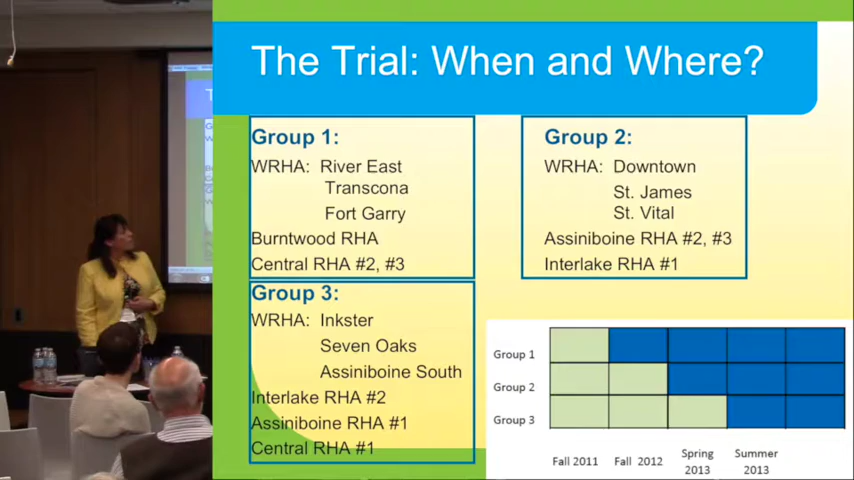 The Trial: When and Where?
Group 1:
WRHA: River East
Transcona
Fort Garry
Burntwood RHA
Central RHA #2, #3
Group 2:
WRHA: Downtown
St. James
St. Vital
Assiniboine RHA #2, #3
Interlake RHA #1
Group 3:
WRHA: Inkster
Seven Oaks
Assiniboine South
Interlake RHA #2
Assiniboine RHA #1
Central RHA #1
Group 1
Group 2
Group 3
Fall 2011 Fall 2012 Spring 2013 Summer 2013